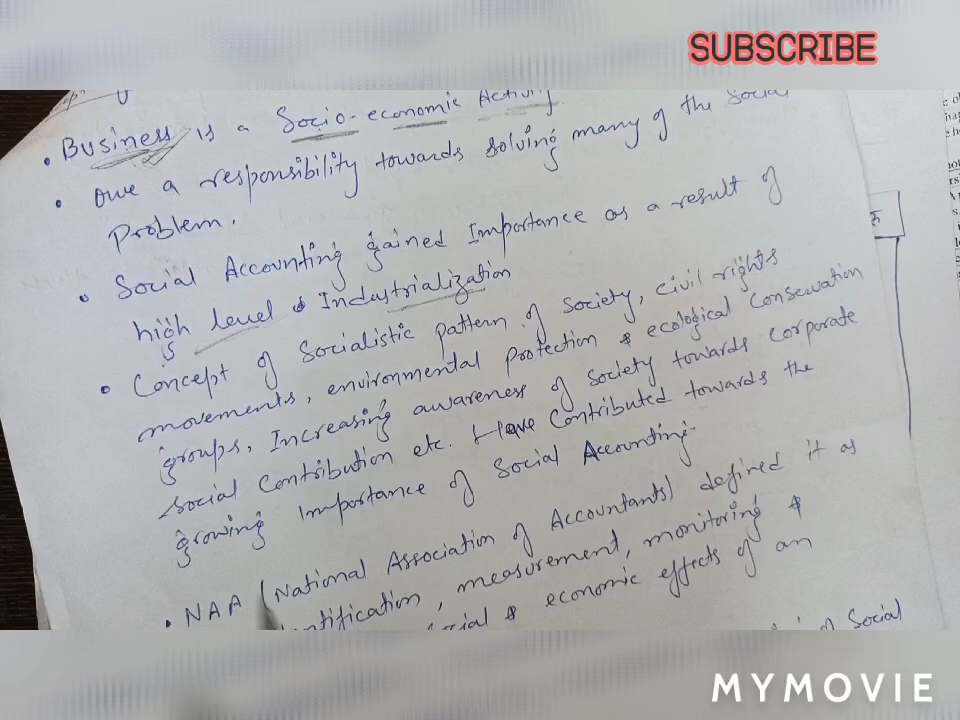 SUBSCRIBE
• Business is a Socio-economic Activity
• owe a responsibility towards solving many of the Social
Problem.
• Social Accounting gained Importance as a result of
high level & Industrialization
• Concept of Socialistic pattern of Society, civil rights
movements, environmental Protection & ecological Conservation
groups, Increasing awareness of Society towards Corporate
Social Contribution etc. Have Contributed towards the
growing Importance of Social Accounting.
• NAA (National Association of Accountants) defined it as
measurement, monitoring &
& economic effects of an
of Social
MYMOVIE